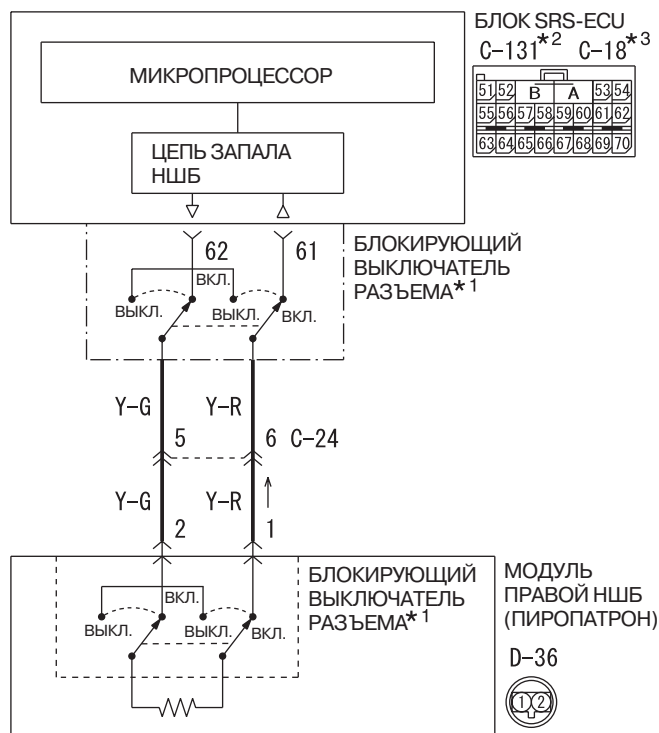 БЛОК SRS-ECU
C-131*2 C-18*3
МИКРОПРОЦЕССОР
51 52 B A 53 54
55 56 57 58 59 60 61 62
63 64 65 66 67 68 69 70
ЦЕПЬ ЗАПАЛА
НШБ
62 61
БЛОКИРУЮЩИЙ
ВЫКЛЮЧАТЕЛЬ
РАЗЪЕМА*1
ВКЛ.
ВЫКЛ. ВЫКЛ. ВКЛ.
Y-G Y-R
5 6 C-24
Y-G Y-R
2 1
БЛОКИРУЮЩИЙ
ВЫКЛЮЧАТЕЛЬ
РАЗЪЕМА*1
МОДУЛЬ
ПРАВОЙ НШБ
(ПИРОПАТРОН)
ВКЛ.
ВЫКЛ. ВЫКЛ. ВКЛ.
D-36
1 2